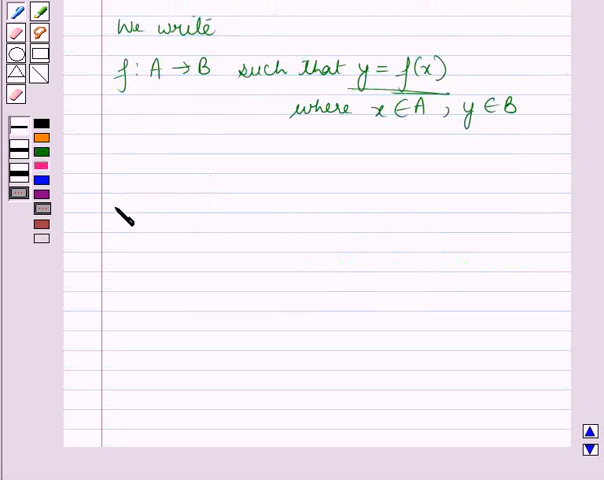 We write
f : A → B such that y = f(x)
where x ∈ A , y ∈ B